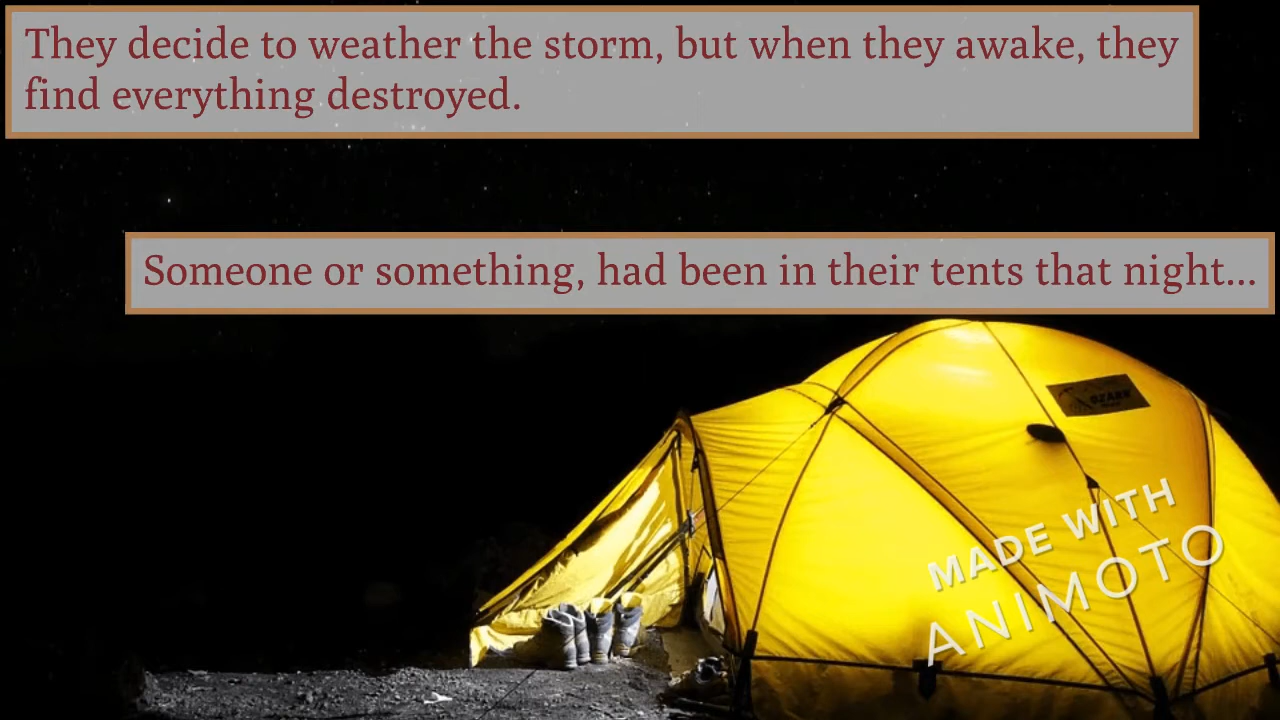 They decide to weather the storm, but when they awake, they
find everything destroyed.
Someone or something, had been in their tents that night...
OZARK
MADE WITH
ANIMOTO